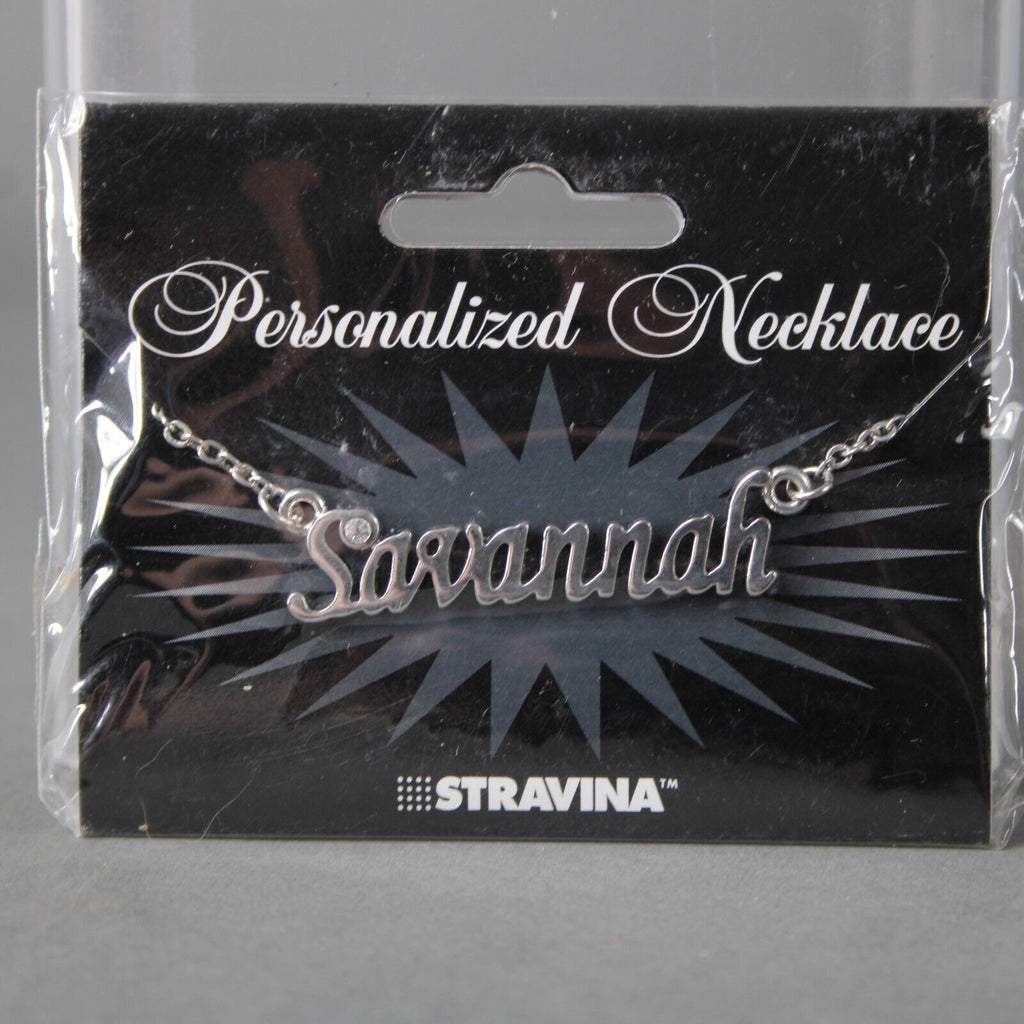 Personalized Necklace
Savannah
STRAVINA™